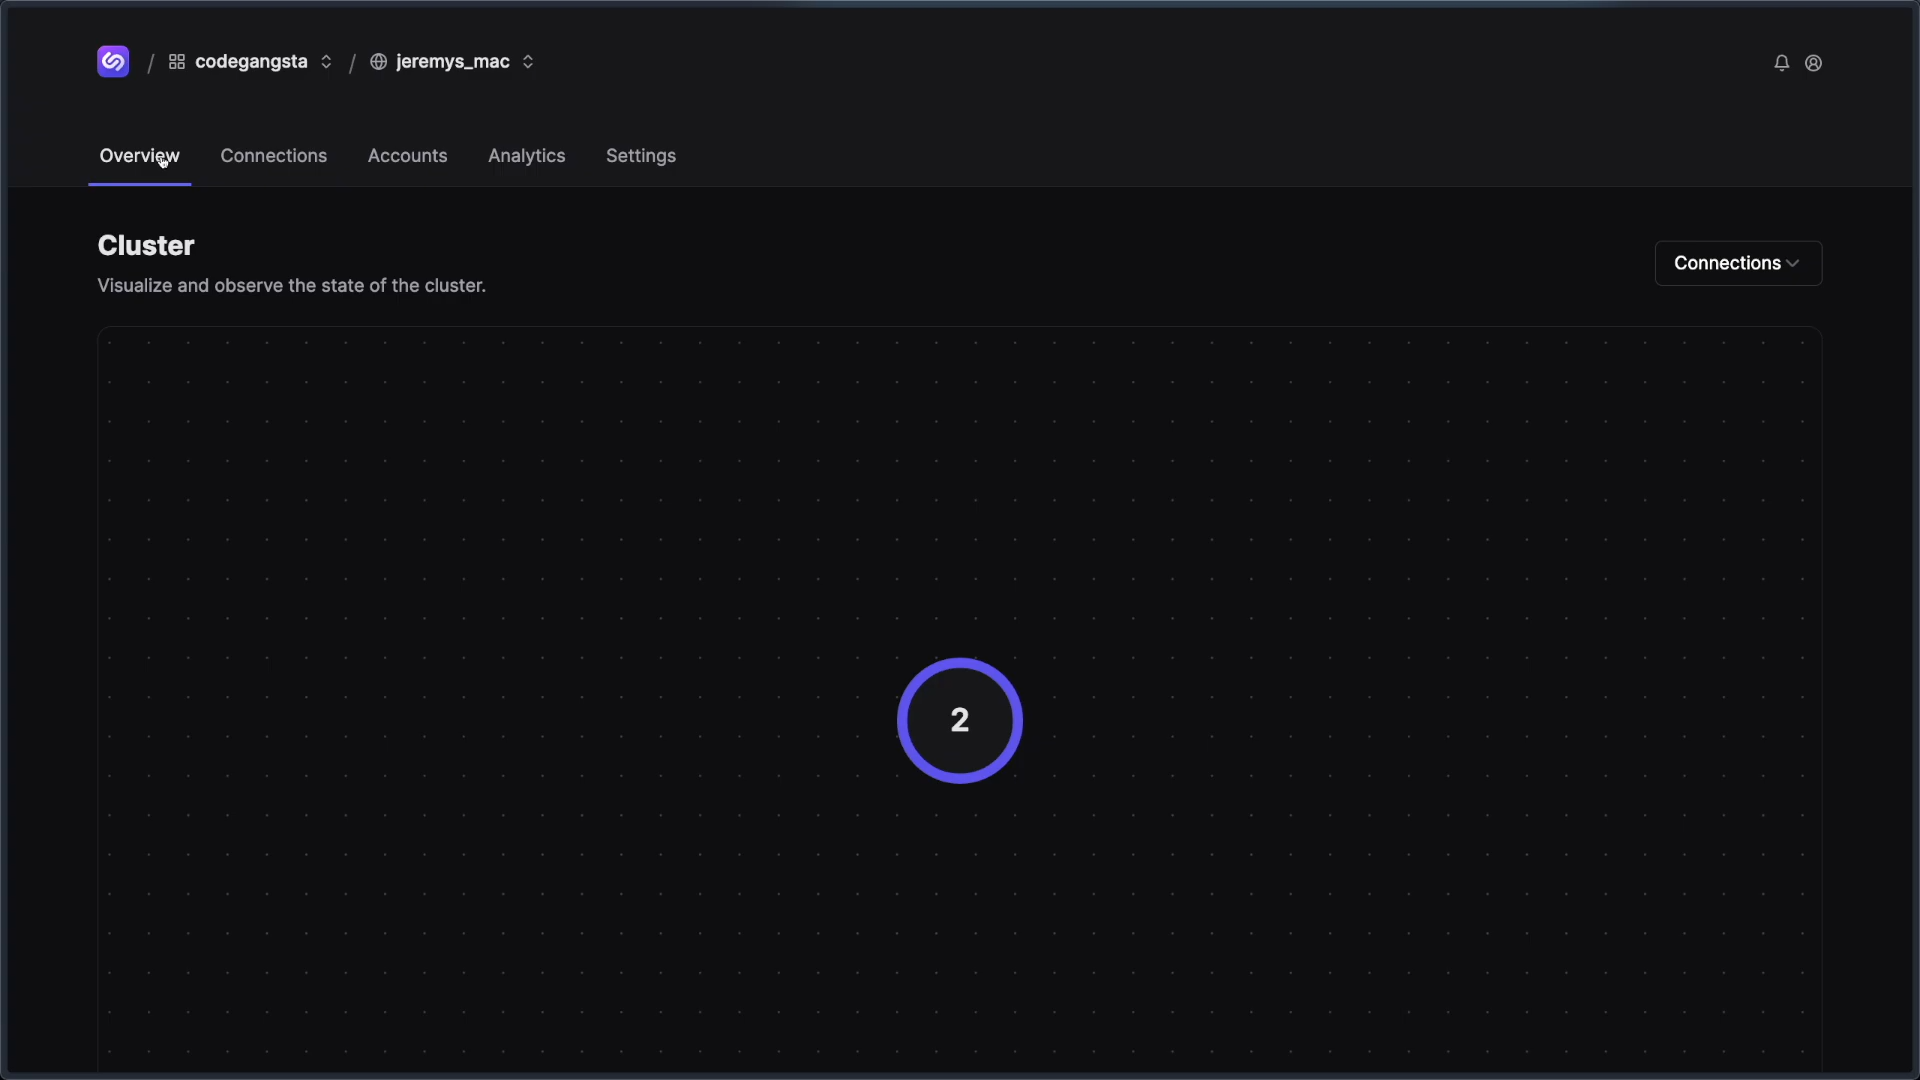 / codegangsta / jeremys_mac
Overview Connections Accounts Analytics Settings
Cluster
Connections
Visualize and observe the state of the cluster.
2